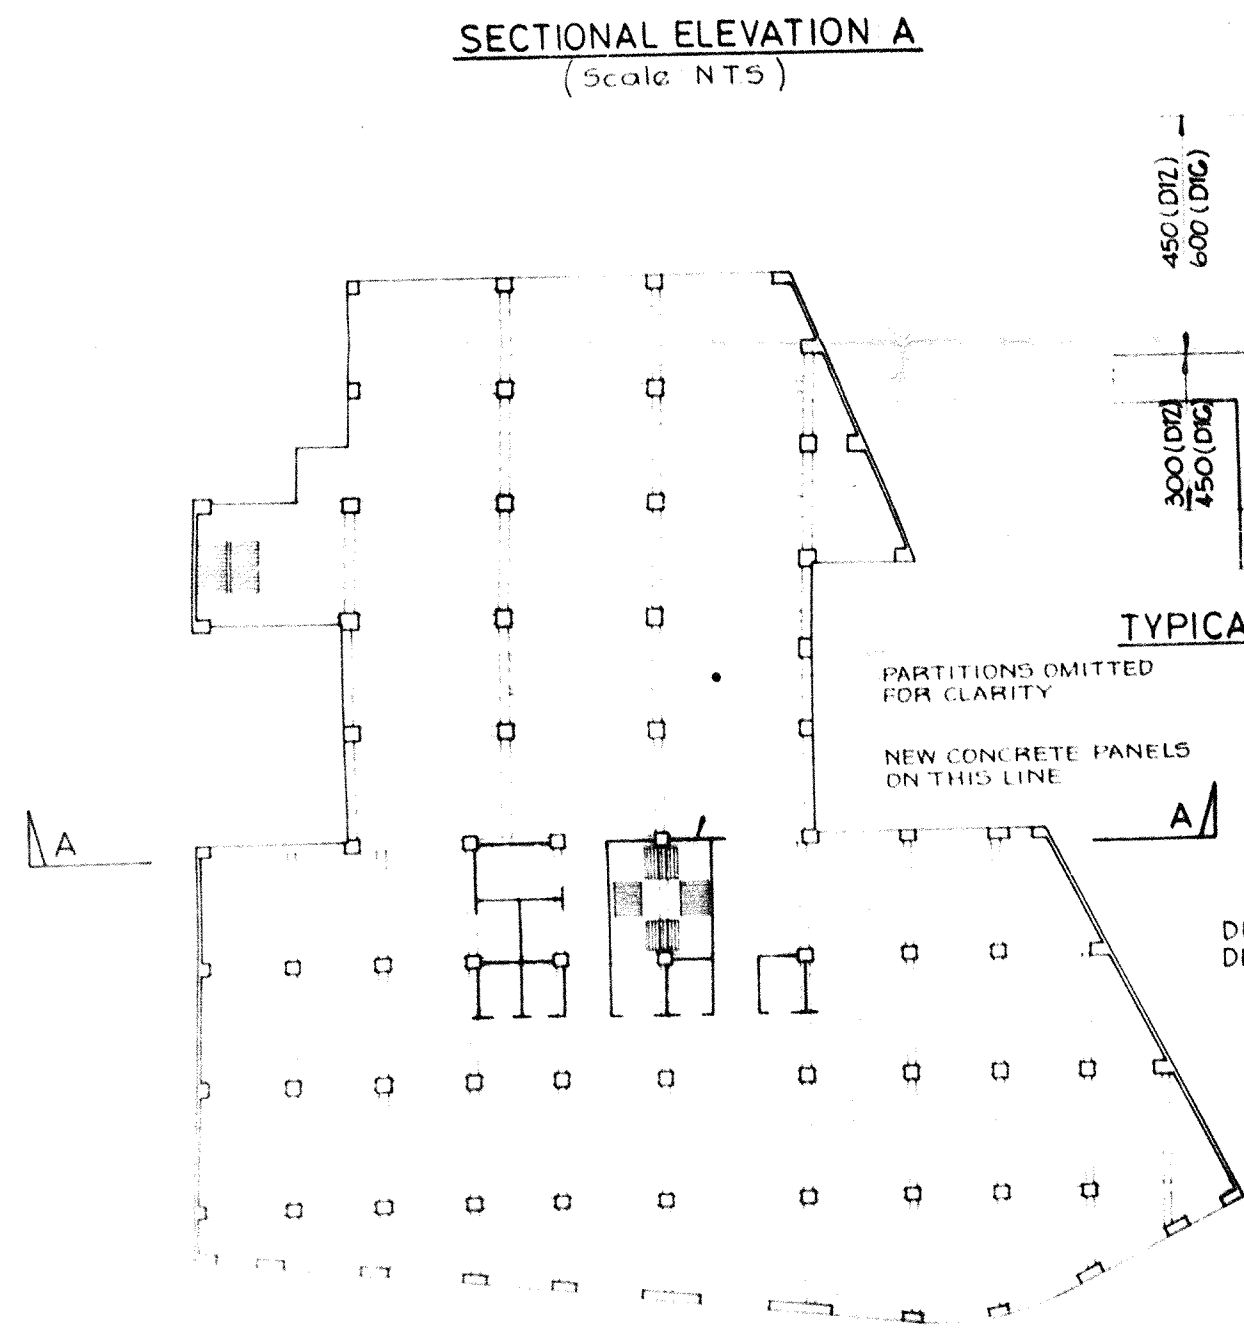 SECTIONAL ELEVATION A
(Scale NTS)
450 (D12)
600 (D16)
300 (D12)
450 (D16)
PARTITIONS OMITTED
FOR CLARITY
NEW CONCRETE PANELS
ON THIS LINE
A
A